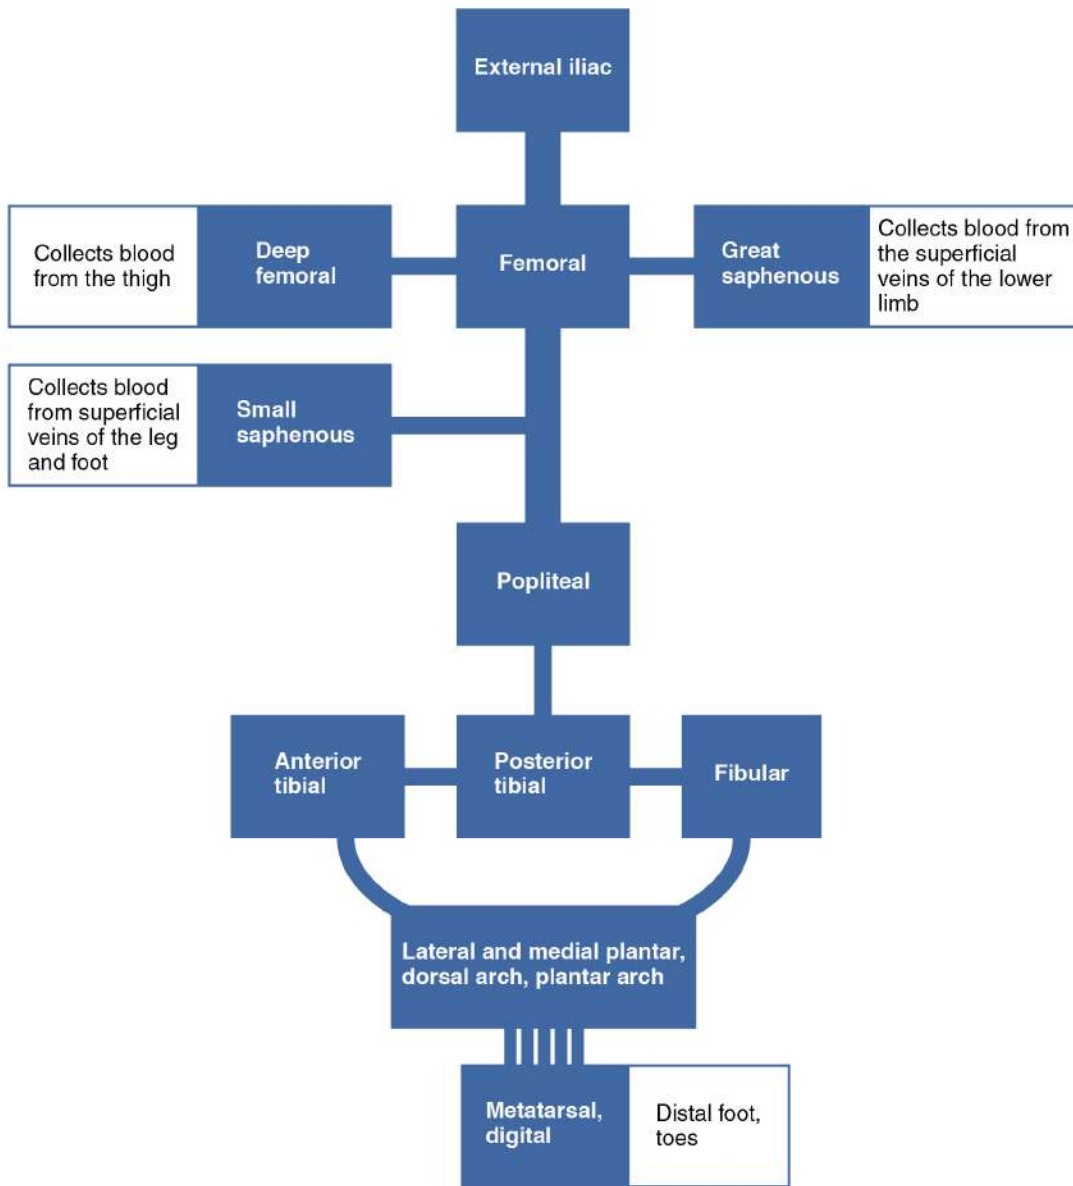 External iliac
Collects blood
from the thigh
Deep
femoral
Femoral
Great
saphenous
Collects blood from
the superficial
veins of the lower
limb
Collects blood
from superficial
veins of the leg
and foot
Small
saphenous
Popliteal
Anterior
tibial
Posterior
tibial
Fibular
Lateral and medial plantar,
dorsal arch, plantar arch
Metatarsal,
digital
Distal foot,
toes